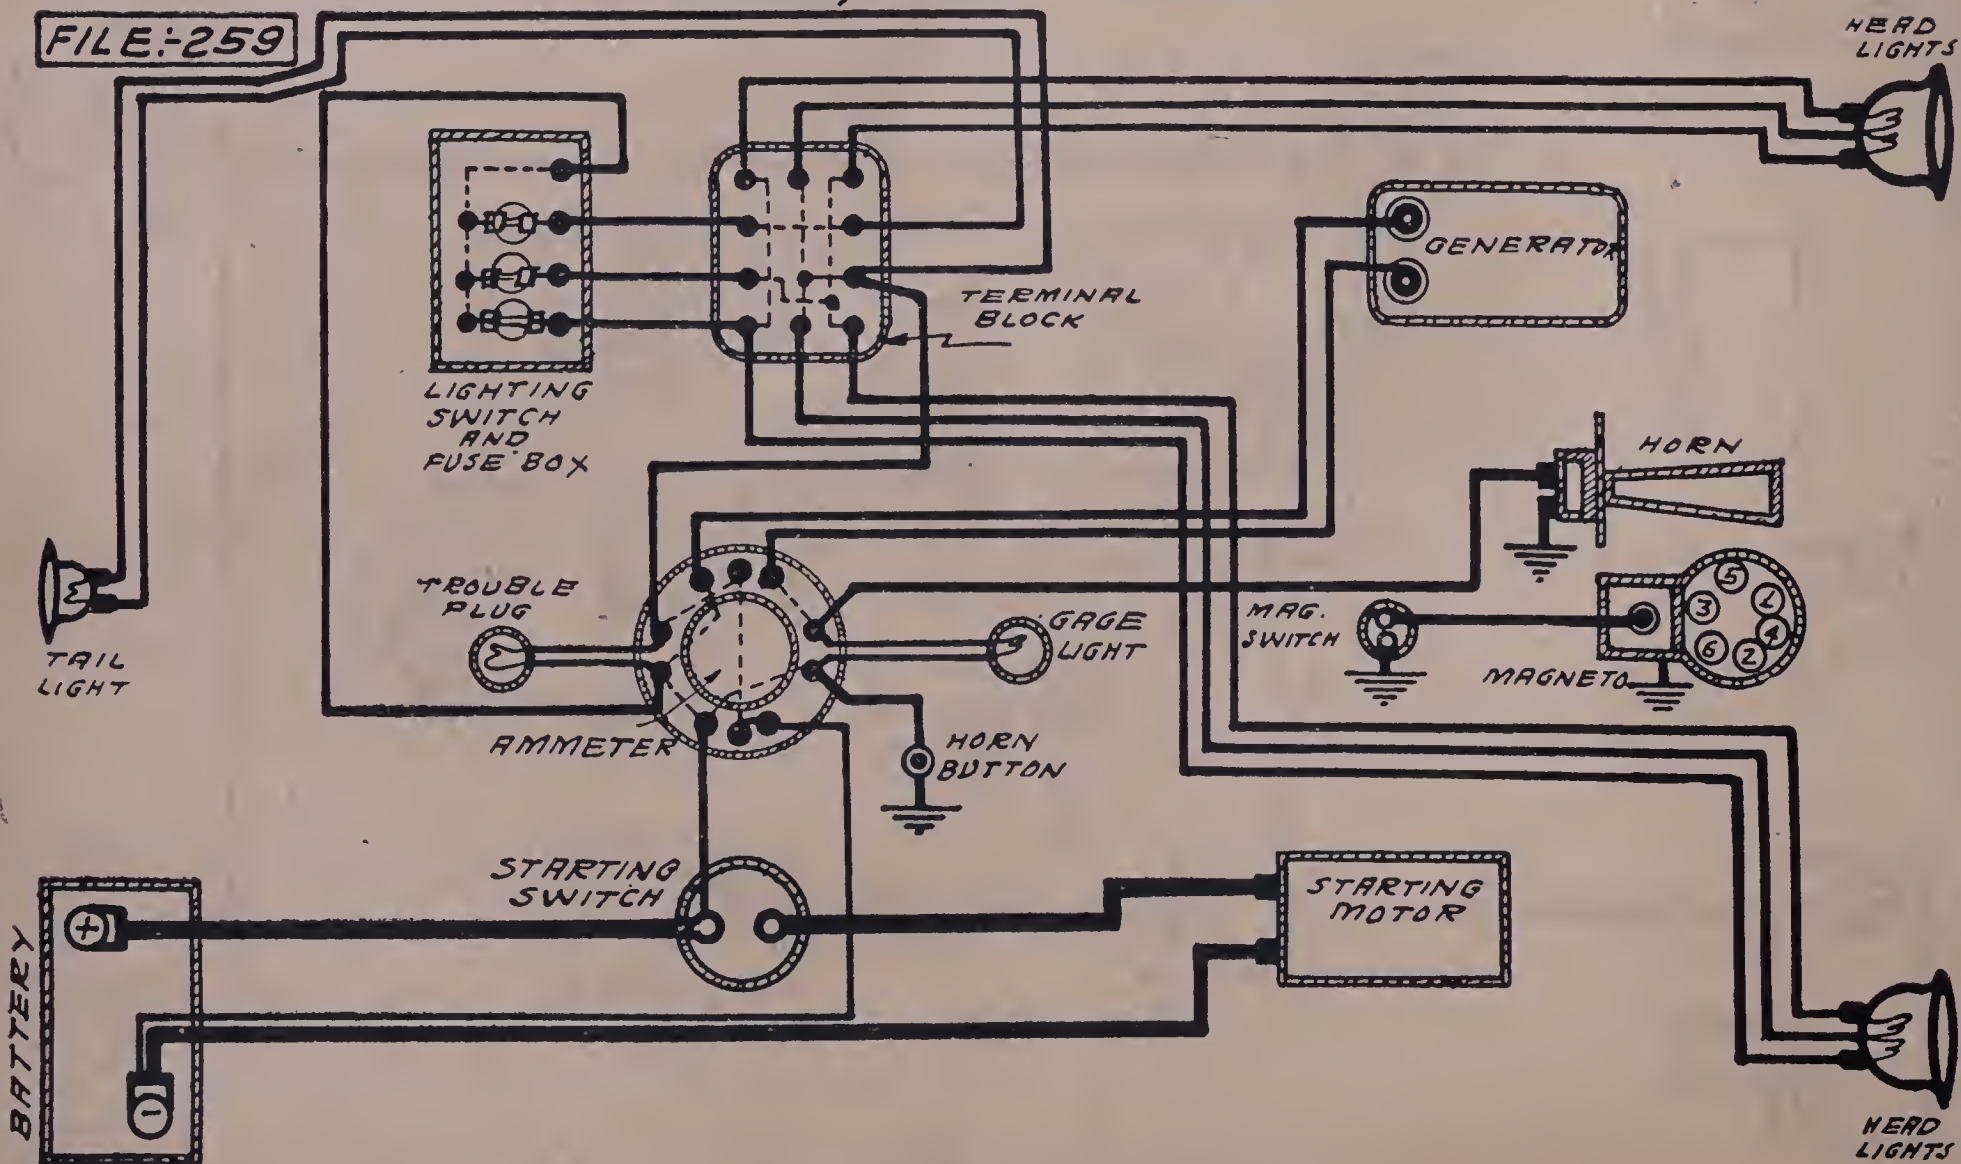 FILE:-259
HEAD
LIGHTS
GENERATOR
TERMINAL
BLOCK
LIGHTING
SWITCH
AND
FUSE BOX
HORN
TROUBLE
PLUG
GAGE
LIGHT
MAG.
SWITCH
5
1
3
4
6
2
MAGNETO
TAIL
LIGHT
AMMETER
HORN
BUTTON
STARTING
SWITCH
STARTING
MOTOR
BATTERY
+
-
HEAD
LIGHTS